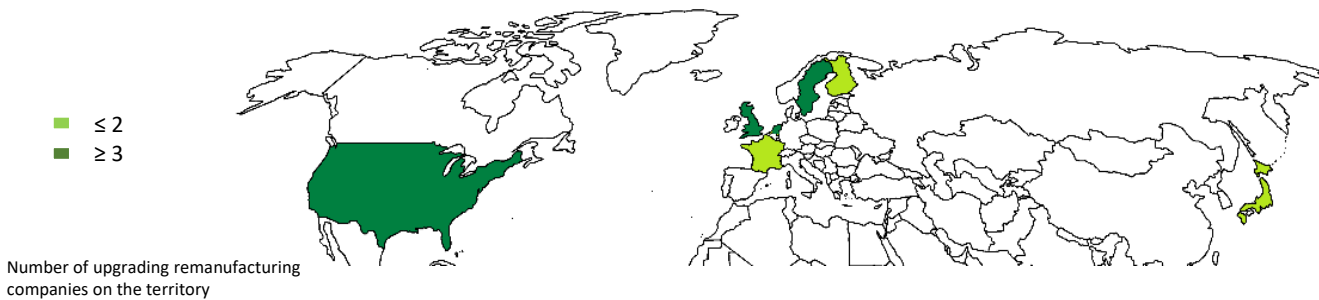 ≤ 2
≥ 3
Number of upgrading remanufacturing
companies on the territory